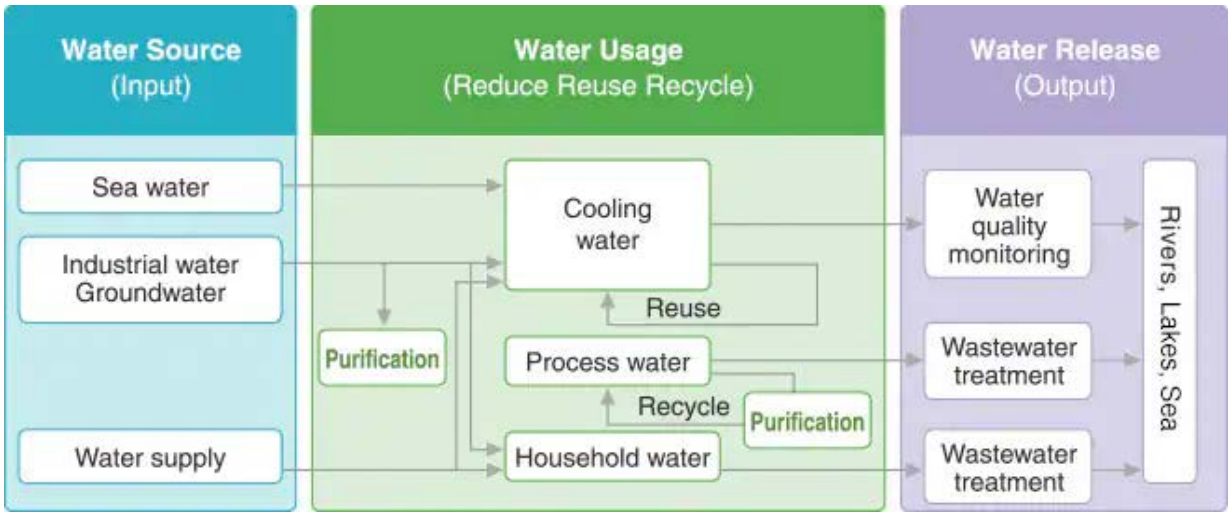 Water Source
(Input)
Water Usage
(Reduce Reuse Recycle)
Water Release
(Output)
Sea water
Industrial water
Groundwater
Water supply
Purification
Cooling
water
Reuse
Process water
Recycle
Purification
Household water
Water
quality
monitoring
Wastewater
treatment
Wastewater
treatment
Rivers, Lakes, Sea